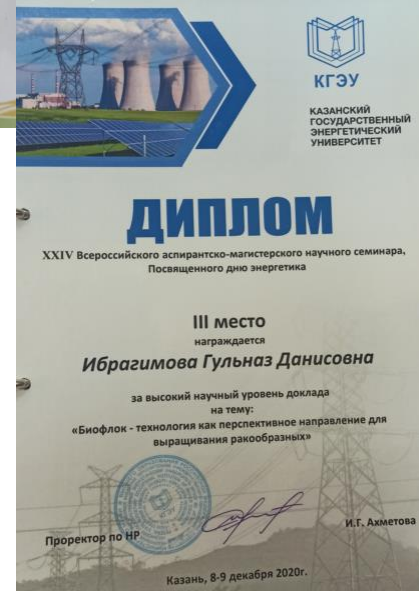 КГЭУ
КАЗАНСКИЙ
ГОСУДАРСТВЕННЫЙ
ЭНЕРГЕТИЧЕСКИЙ
УНИВЕРСИТЕТ
ДИПЛОМ
XXIV Всероссийского аспирантско-магистерского научного семинара,
Посвященного дню энергетика
III место
награждается
Ибрагимова Гульназ Данисовна
за высокий научный уровень доклада
на тему:
«Биофлок - технология как перспективное направление для
выращивания ракообразных»
Проректор по НР
И.Г. Ахметова
Казань, 8-9 декабря 2020г.